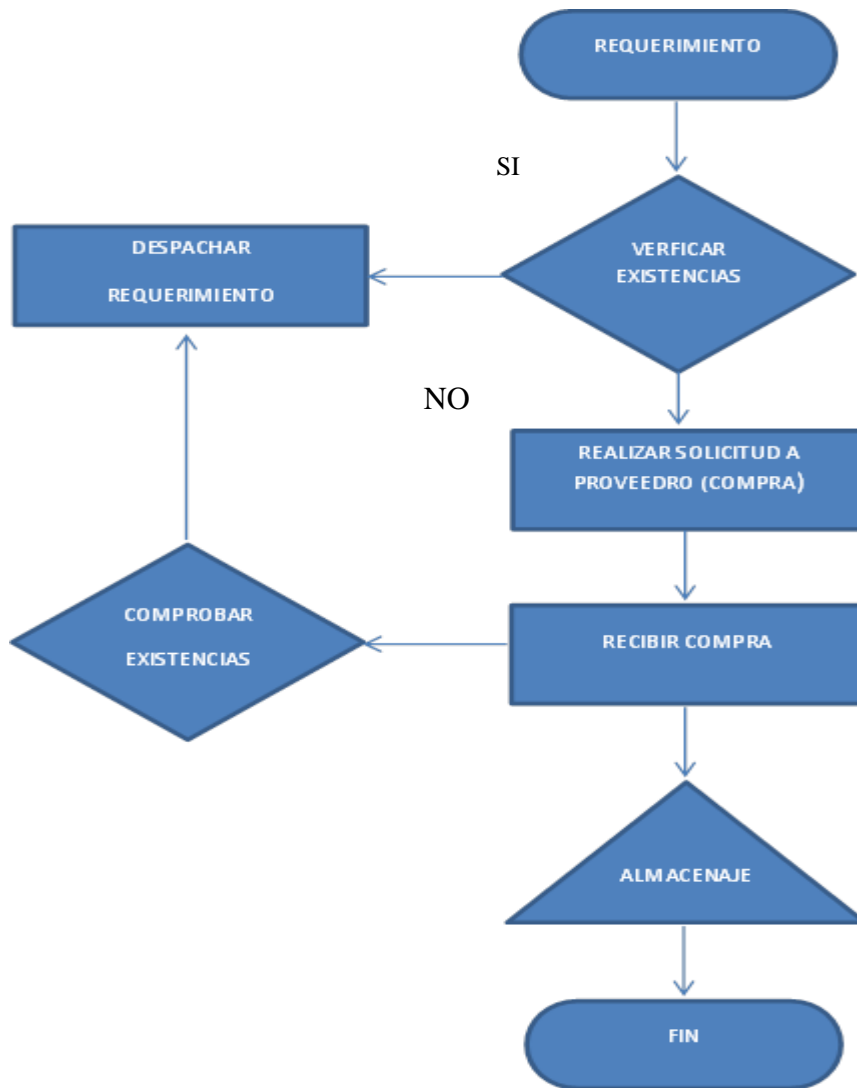 REQUERIMIENTO
SI
VERFICAR
EXISTENCIAS
DESPACHAR
REQUERIMIENTO
NO
REALIZAR SOLICITUD A
PROVEEDRO (COMPRA)
RECIBIR COMPRA
COMPROBAR
EXISTENCIAS
ALMACENAJE
FIN